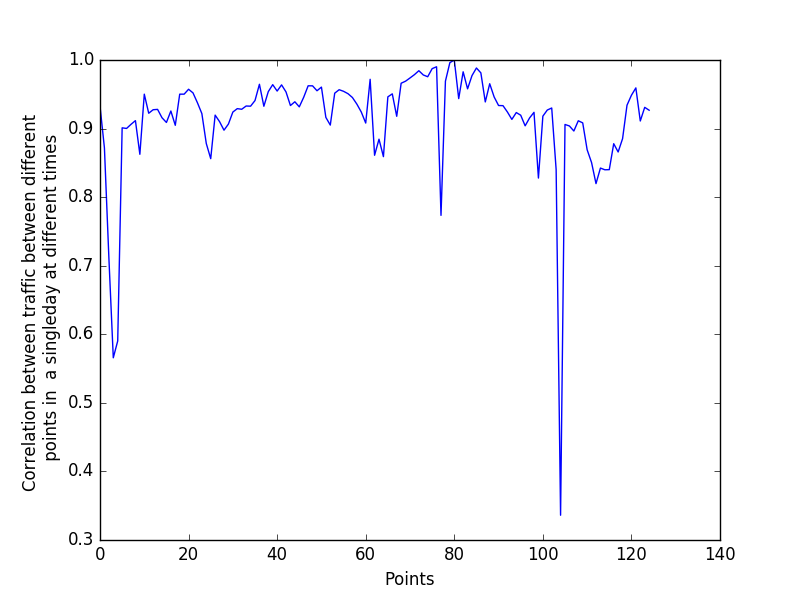 1.0
0.9
0.8
0.7
0.6
0.5
0.4
0.3
0 20 40 60 80 100 120 140
Points
Correlation between traffic between different
points in  a singleday at different times